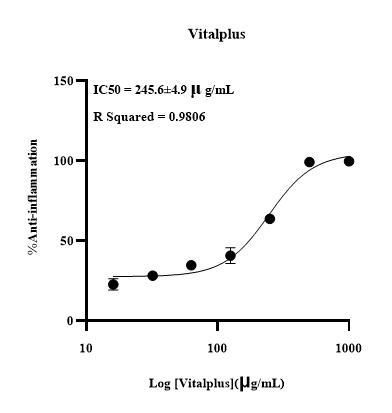 Vitalplus
150
IC50 = 245.6±4.9 μ g/mL
R Squared = 0.9806
100
%Anti-inflammation
50
0
10
100
1000
Log [Vitalplus](μg/mL)